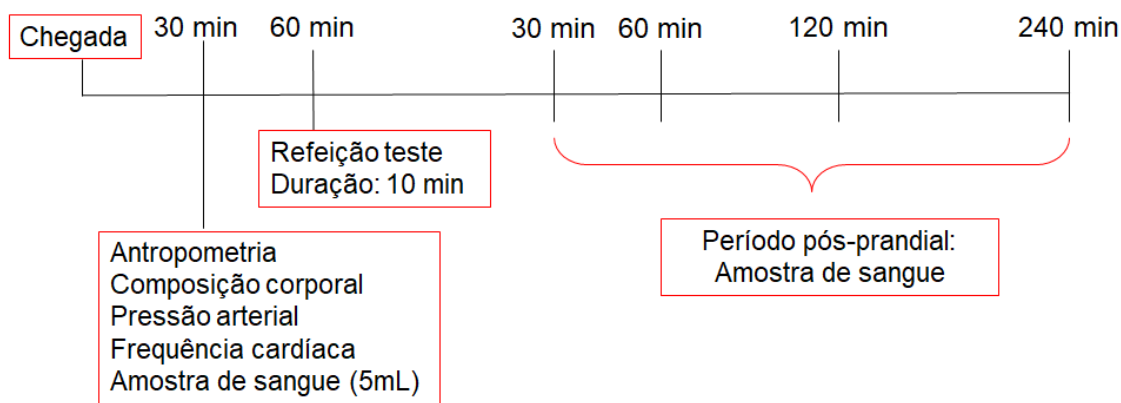 Chegada
30 min
60 min
30 min
60 min
120 min
240 min
Refeição teste
Duração: 10 min
Antropometria
Composição corporal
Pressão arterial
Frequência cardíaca
Amostra de sangue (5mL)
Período pós-prandial:
Amostra de sangue